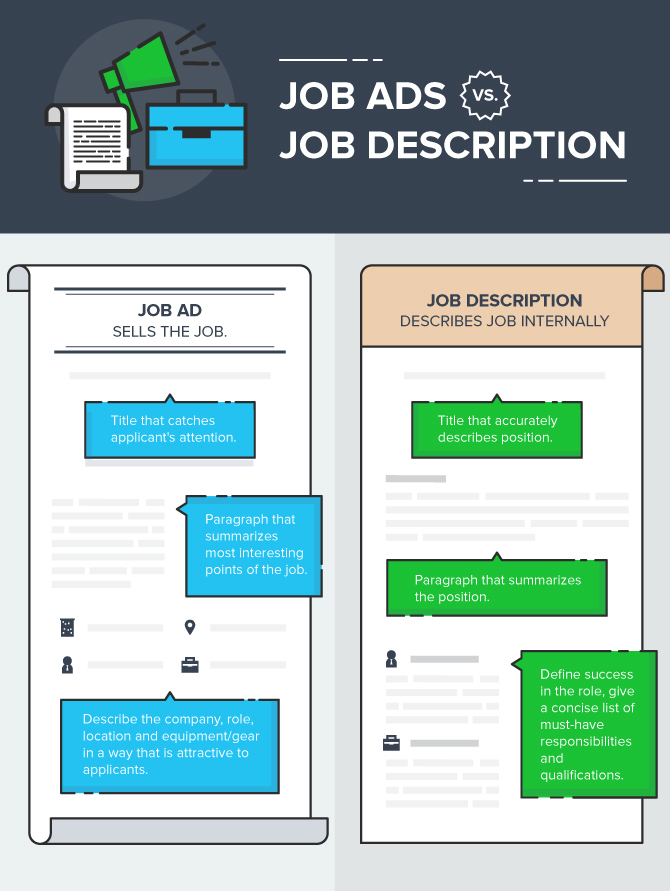 JOB ADS VS.
JOB DESCRIPTION
JOB AD
SELLS THE JOB.
Title that catches
applicant's attention.
Paragraph that
summarizes
most interesting
points of the job.
Describe the company, role,
location and equipment/gear
in a way that is attractive to
applicants.
JOB DESCRIPTION
DESCRIBES JOB INTERNALLY
Title that accurately
describes position.
Paragraph that summarizes
the position.
Define success
in the role, give
a concise list of
must-have
responsibilities
and
qualifications.